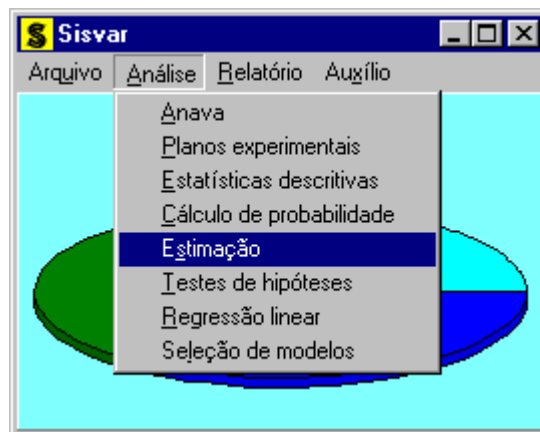 S Sisvar
Arquivo Análise Relatório Auxílio
Anava
Planos experimentais
Estatísticas descritivas
Cálculo de probabilidade
Estimação
Testes de hipóteses
Regressão linear
Seleção de modelos